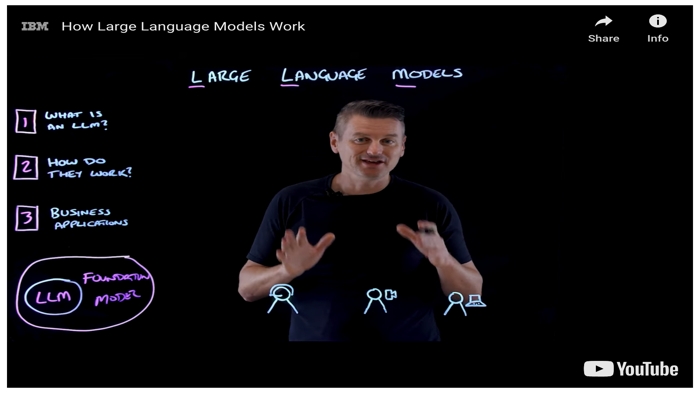 IBM How Large Language Models Work
Share
Info
LARGE LANGUAGE MODELS
1 WHAT IS
AN LLM?
2 HOW DO
THEY WORK?
3 BUSINESS
APPLICATIONS
FOUNDATION
LLM MODEL
YouTube